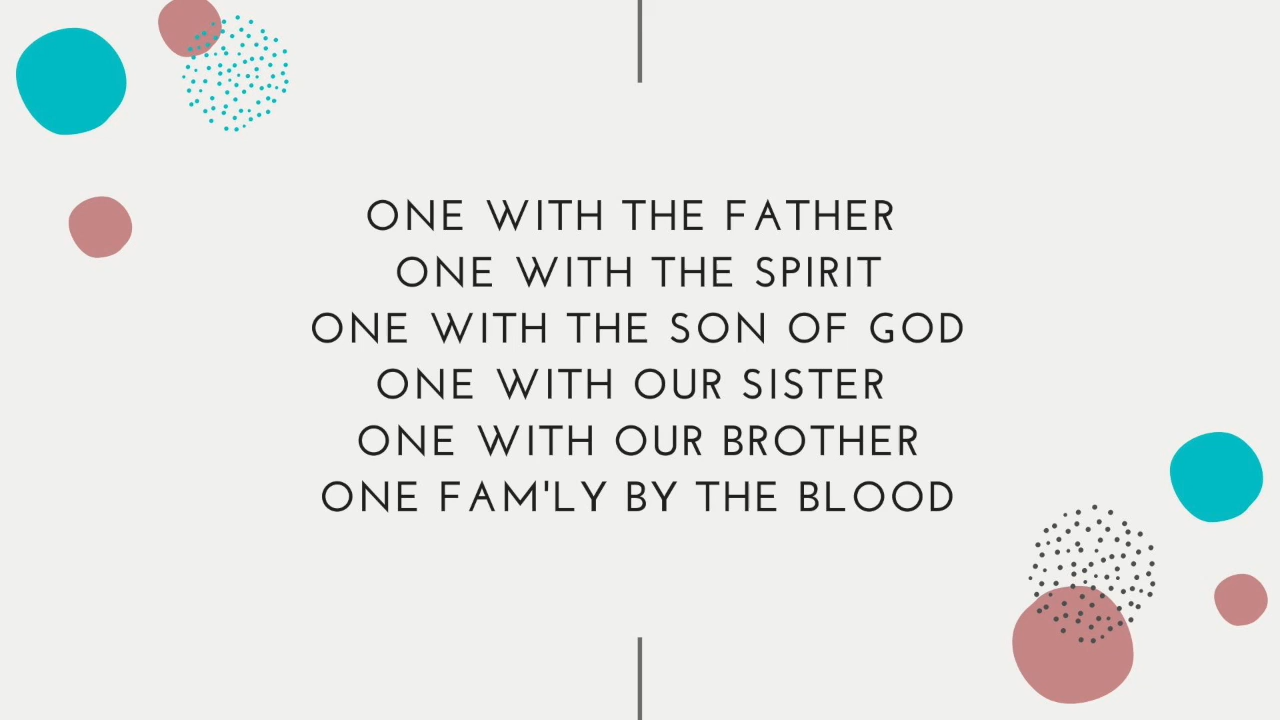 ONE WITH THE FATHER
ONE WITH THE SPIRIT
ONE WITH THE SON OF GOD
ONE WITH OUR SISTER
ONE WITH OUR BROTHER
ONE FAM'LY BY THE BLOOD